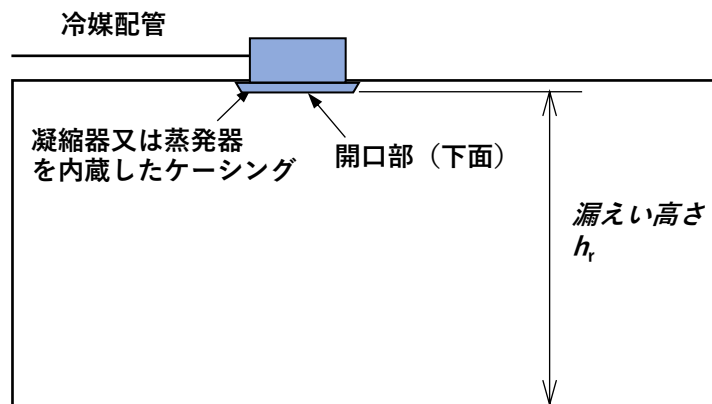 冷媒配管
凝縮器又は蒸発器
を内蔵したケーシング
開口部（下面）
漏えい高さ
hr